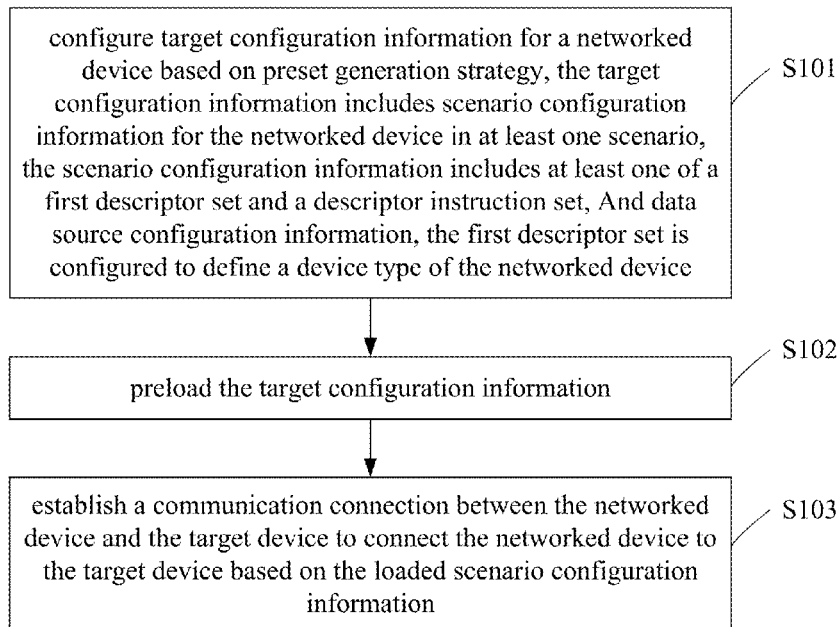 configure target configuration information for a networked
device based on preset generation strategy, the target
configuration information includes scenario configuration
information for the networked device in at least one scenario,
the scenario configuration information includes at least one of a
first descriptor set and a descriptor instruction set, And data
source configuration information, the first descriptor set is
configured to define a device type of the networked device
S101
preload the target configuration information
S102
establish a communication connection between the networked
device and the target device to connect the networked device to
the target device based on the loaded scenario configuration
information
S103